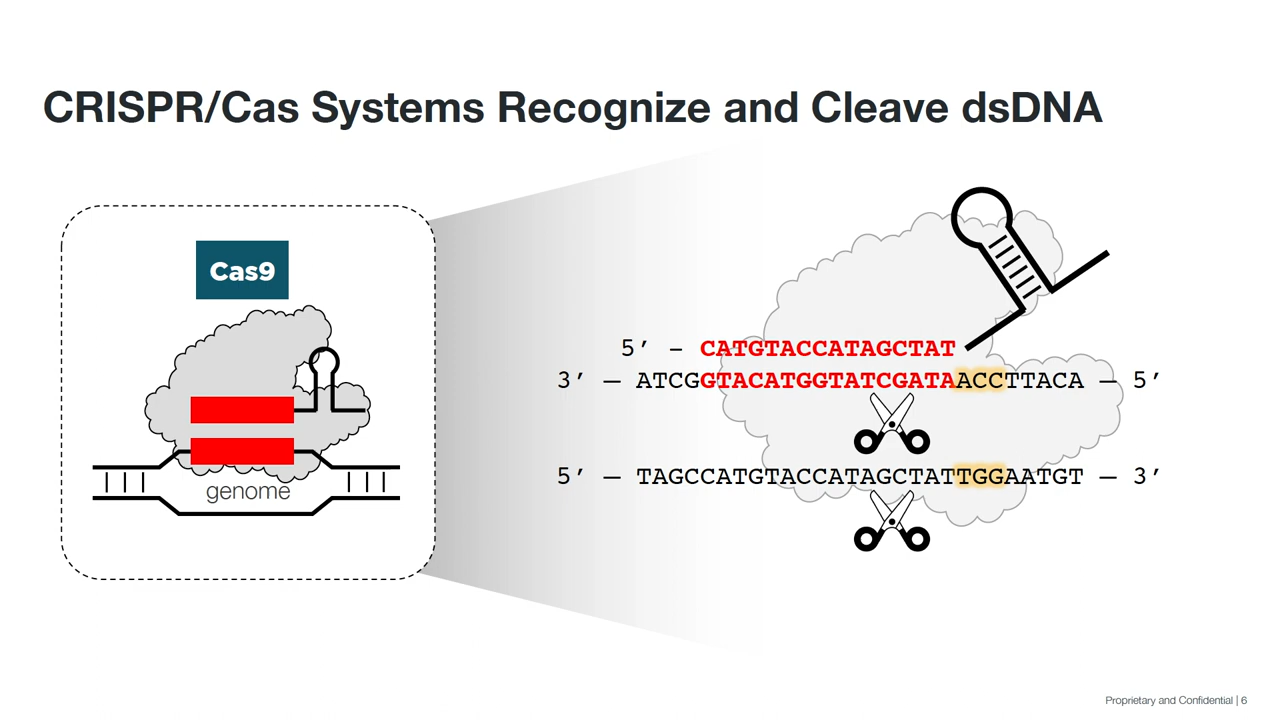 CRISPR/Cas Systems Recognize and Cleave dsDNA
Cas9
genome
5’ – CATGTACCATAGCTAT
3’ — ATCGGTACATGGTATCGATAACCTTACA — 5’
5’ — TAGCCATGTACCATAGCTATTGGAATGT — 3’
Proprietary and Confidential | 6